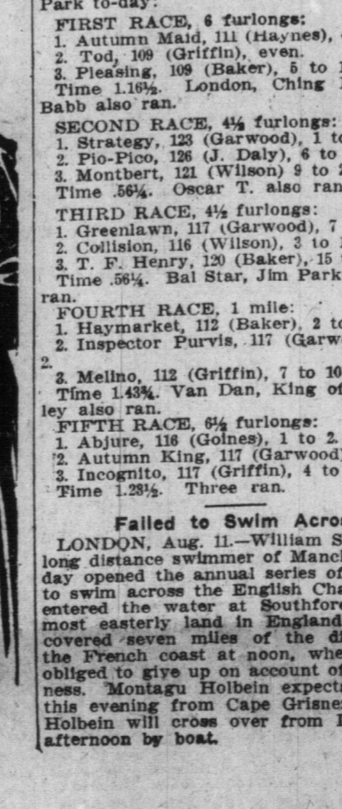 Park to-day:
FIRST RACE, 6 furlongs:
1. Autumn Maid, 111 (Haynes),
2. Tod, 109 (Griffin), even.
3. Pleasing, 109 (Baker), 5 to 1
Time 1.16½. London, Ching
Babb also ran.
SECOND RACE, 4½ furlongs:
1. Strategy, 123 (Garwood), 1 to
2. Pio-Pico, 126 (J. Daly), 6 to
3. Montbert, 121 (Wilson) 9 to 2
Time .56¼. Oscar T. also ran
THIRD RACE, 4½ furlongs:
1. Greenlawn, 117 (Garwood), 7
2. Collision, 116 (Wilson), 3 to 1
3. T. F. Henry, 120 (Baker), 15
Time .56¼. Bal Star, Jim Park
ran.
FOURTH RACE, 1 mile:
1. Haymarket, 112 (Baker), 2 to
2. Inspector Purvis, 117 (Garw
2.
3. Melino, 112 (Griffin), 7 to 10
Time 1.43¾. Van Dan, King of
ley also ran.
FIFTH RACE, 6½ furlongs:
1. Abjure, 116 (Goines), 1 to 2.
2. Autumn King, 117 (Garwood)
3. Incognito, 117 (Griffin), 4 to
Time 1.23½. Three ran.
Failed to Swim Acro
LONDON, Aug. 11.—William S
long distance swimmer of Manc
day opened the annual series of
to swim across the English Cha
entered the water at Southfore
most easterly land in England
covered seven miles of the di
the French coast at noon, whe
obliged to give up on account of
ness. Montagu Holbein expects
this evening from Cape Grisne
Holbein will cross over from
afternoon by boat.